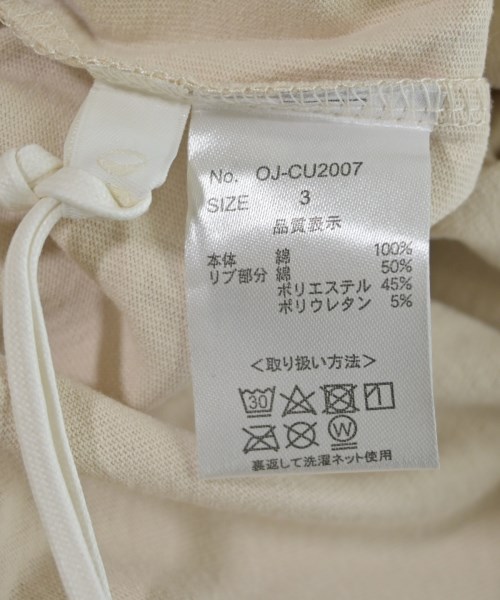 No. OJ-CU2007
SIZE 3
品質表示
本体 綿 100%
リブ部分 綿 50%
ポリエステル 45%
ポリウレタン 5%
<取り扱い方法>
30
W
裏返して洗濯ネット使用